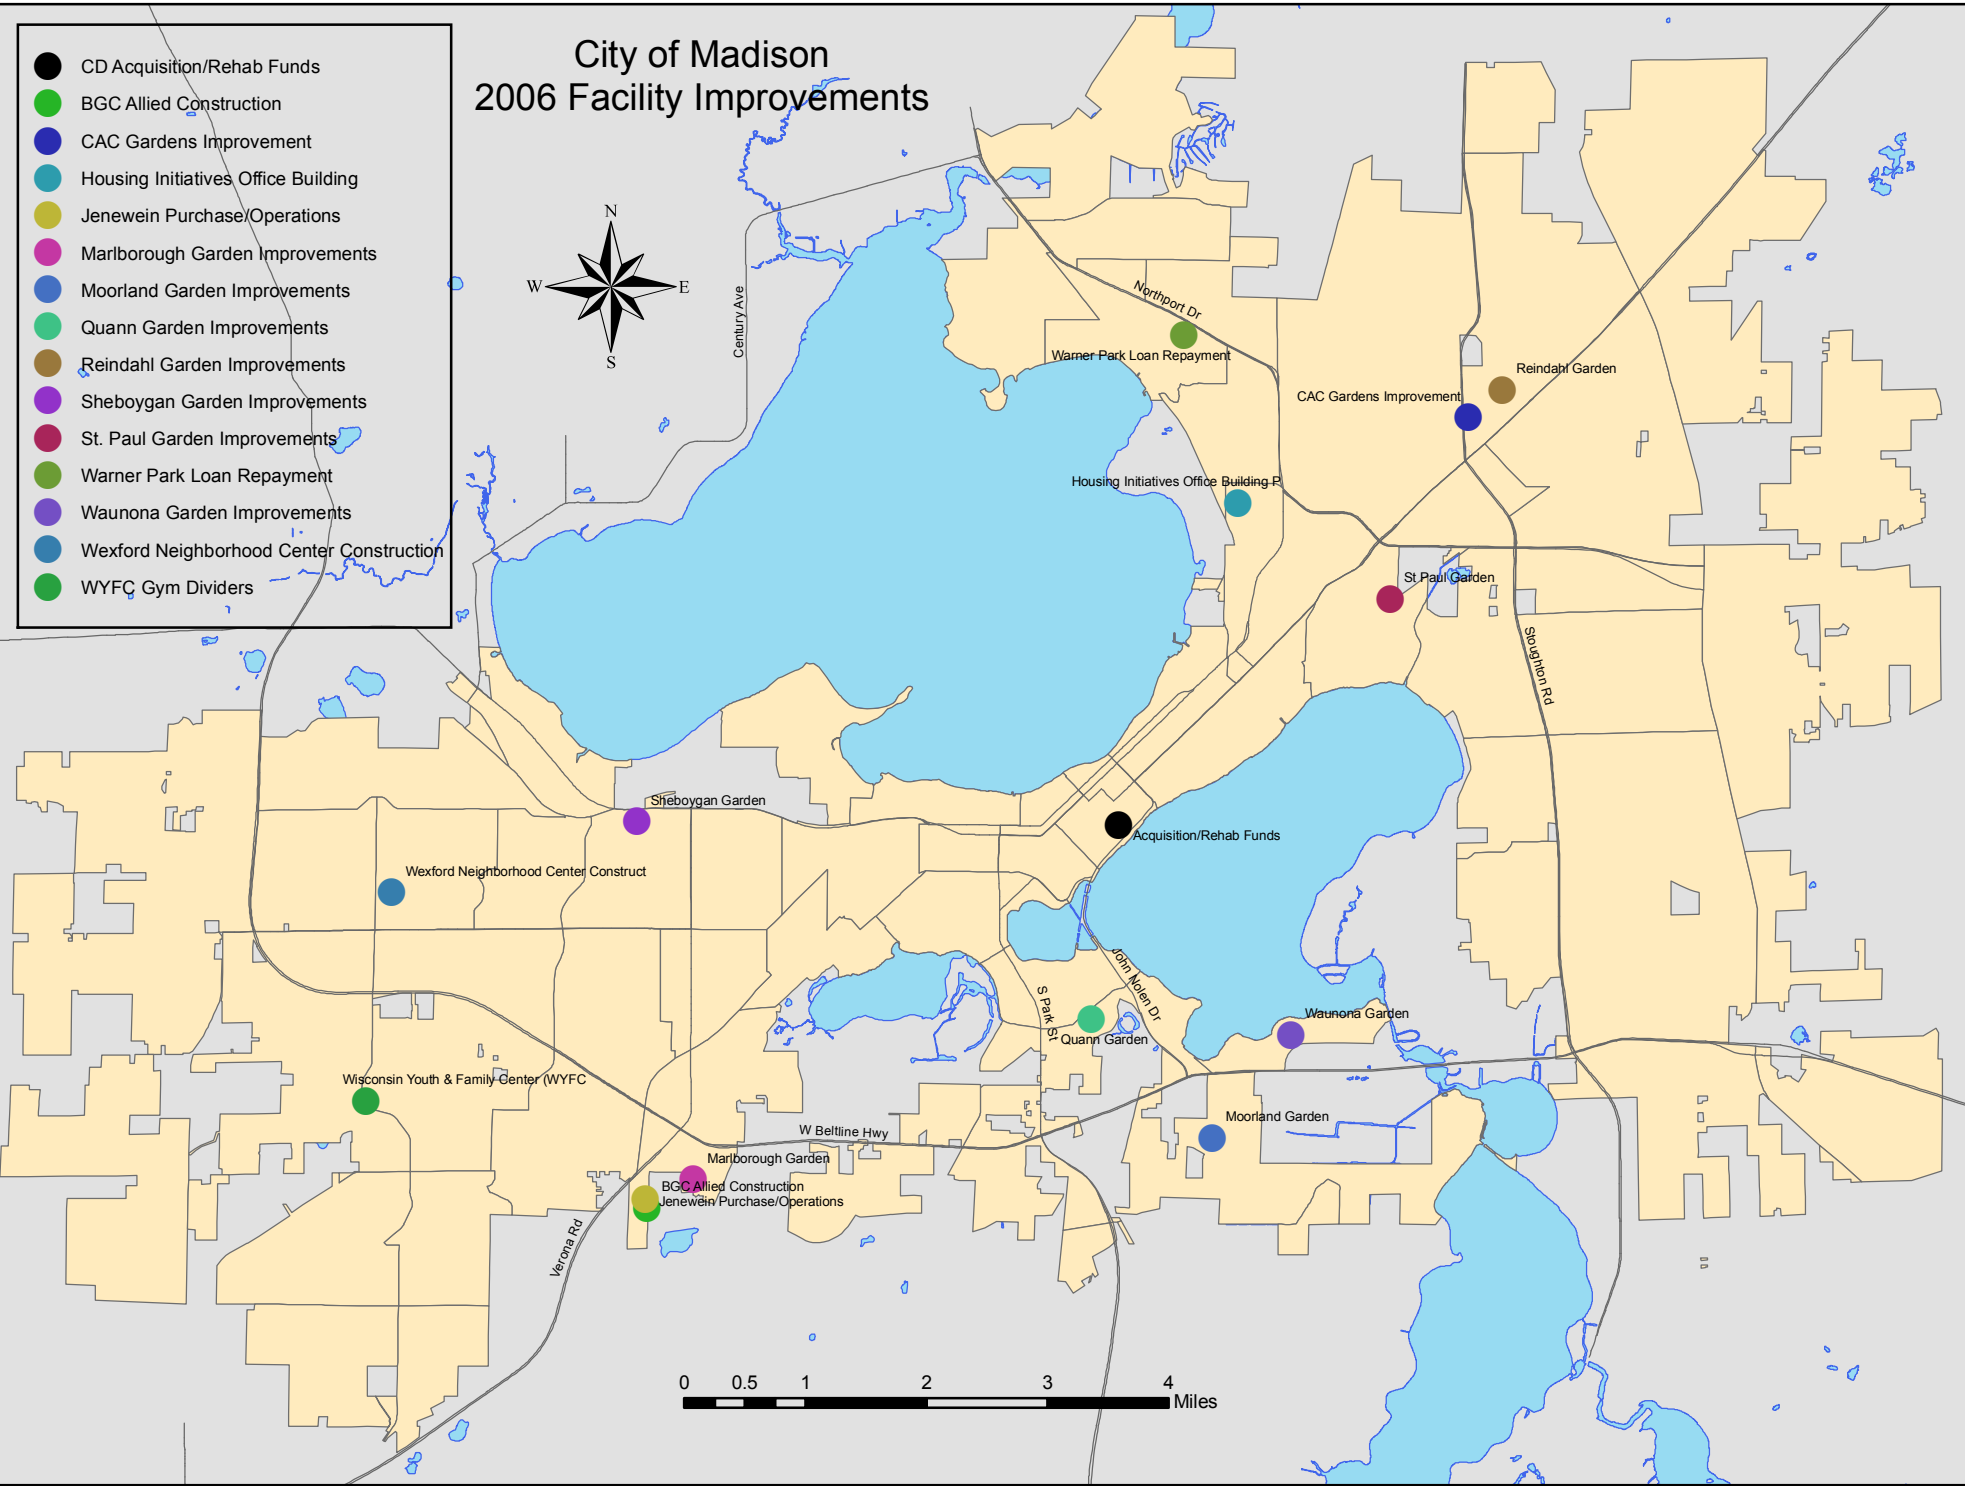 City of Madison
2006 Facility Improvements
CD Acquisition/Rehab Funds
BGC Allied Construction
CAC Gardens Improvement
Housing Initiatives Office Building
Jenewein Purchase/Operations
Marlborough Garden Improvements
Moorland Garden Improvements
Quann Garden Improvements
Reindahl Garden Improvements
Sheboygan Garden Improvements
St. Paul Garden Improvements
Warner Park Loan Repayment
Waunona Garden Improvements
Wexford Neighborhood Center Construction
WYFC Gym Dividers
N
W
E
S
Century Ave
Northport Dr
Warner Park Loan Repayment
Reindahl Garden
CAC Gardens Improvement
Housing Initiatives Office Building P
St Paul Garden
Stoughton Rd
Sheboygan Garden
Acquisition/Rehab Funds
Wexford Neighborhood Center Construct
John Nolen Dr
S Park St
Quann Garden
Waunona Garden
Wisconsin Youth & Family Center (WYFC
Moorland Garden
W Beltline Hwy
Marlborough Garden
BGC Allied Construction
Jenewein Purchase/Operations
Verona Rd
0 0.5 1 2 3 4
Miles